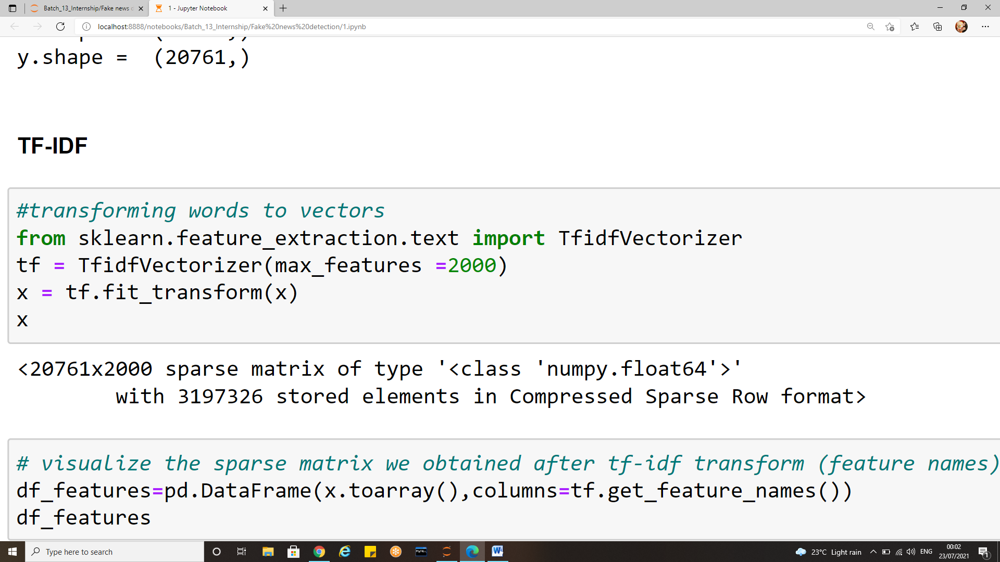 Batch_13_Internship/Fake news d
1 - Jupyter Notebook
localhost:8888/notebooks/Batch_13_Internship/Fake%20news%20detection/1.ipynb
y.shape =  (20761,)
TF-IDF
#transforming words to vectors
from sklearn.feature_extraction.text import TfidfVectorizer
tf = TfidfVectorizer(max_features =2000)
x = tf.fit_transform(x)
x
<20761x2000 sparse matrix of type '<class 'numpy.float64'>'
        with 3197326 stored elements in Compressed Sparse Row format>
# visualize the sparse matrix we obtained after tf-idf transform (feature names)
df_features=pd.DataFrame(x.toarray(),columns=tf.get_feature_names())
df_features
Type here to search
MySQL
23°C Light rain
ENG
00:02
23/07/2021
1